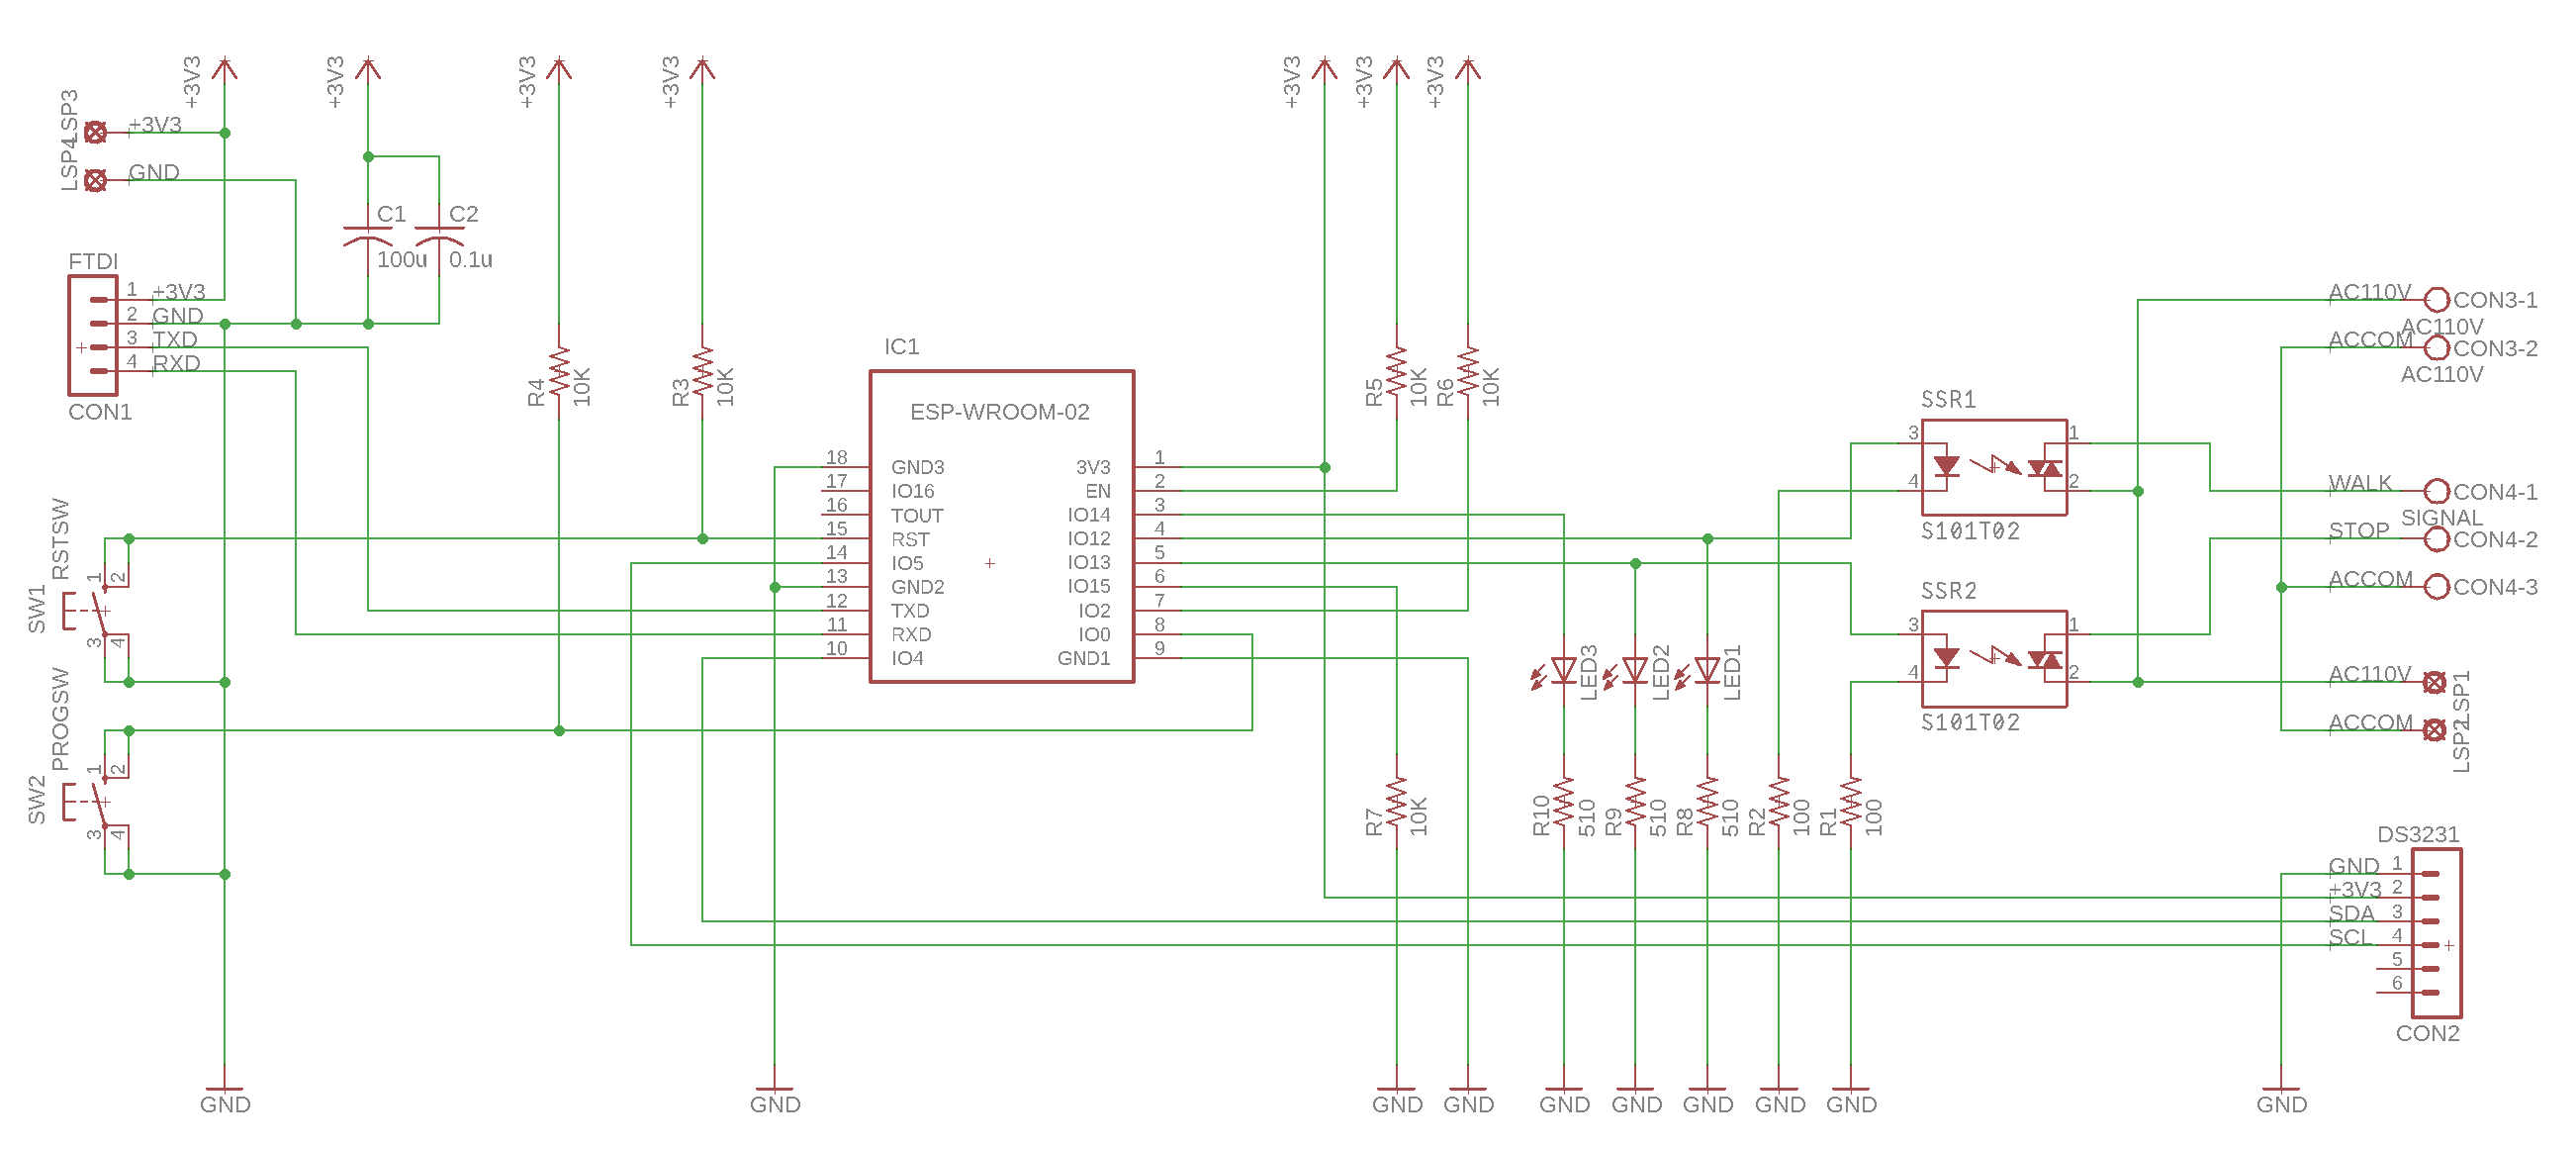 +3V3
+3V3
+3V3
+3V3
+3V3
+3V3
+3V3
LSP3
+3V3
LSP4
GND
C1
100u
C2
0.1u
FTDI
1 +3V3
2 GND
3 TXD
4 RXD
CON1
R4
10K
R3
10K
R5
10K
R6
10K
IC1
ESP-WROOM-02
18 GND3
17 IO16
16 TOUT
15 RST
14 IO5
13 GND2
12 TXD
11 RXD
10 IO4
3V3 1
EN 2
IO14 3
IO12 4
IO13 5
IO15 6
IO2 7
IO0 8
GND1 9
SW1
RSTSW
1
2
3
4
SW2
PROGSW
1
2
3
4
LED3
LED2
LED1
R7
10K
R10
510
R9
510
R8
510
R2
100
R1
100
SSR1
3
4
1
2
S101T02
SSR2
3
4
1
2
S101T02
AC110V CON3-1
AC110V
ACCOM CON3-2
AC110V
WALK CON4-1
SIGNAL
STOP CON4-2
ACCOM CON4-3
AC110V LSP1
ACCOM LSP2
DS3231
GND 1
+3V3 2
SDA 3
SCL 4
5
6
CON2
GND
GND
GND
GND
GND
GND
GND
GND
GND
GND